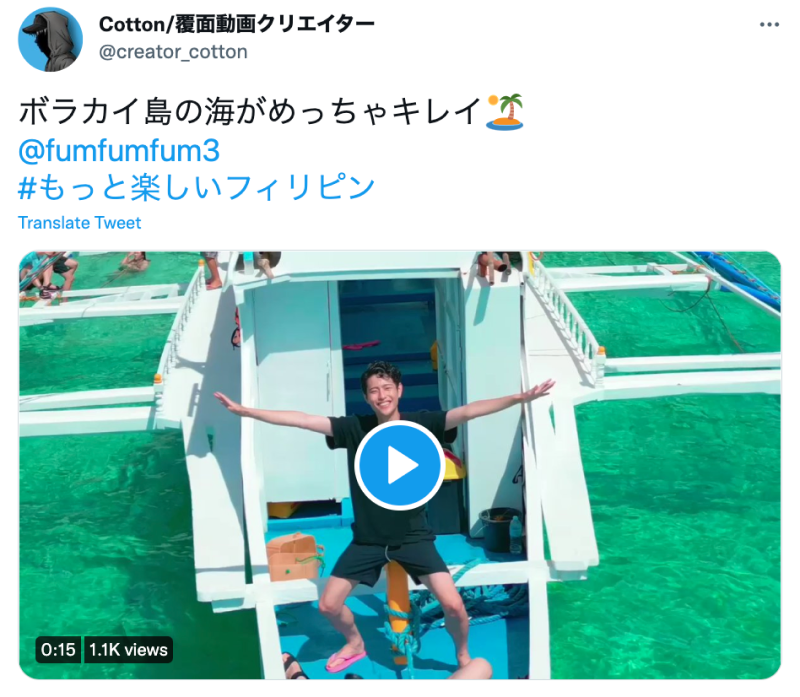 Cotton/覆面動画クリエイター
@creator_cotton
ボラカイ島の海がめっちゃキレイ🏝
@fumfumfum3
#もっと楽しいフィリピン
Translate Tweet
0:15 1.1K views